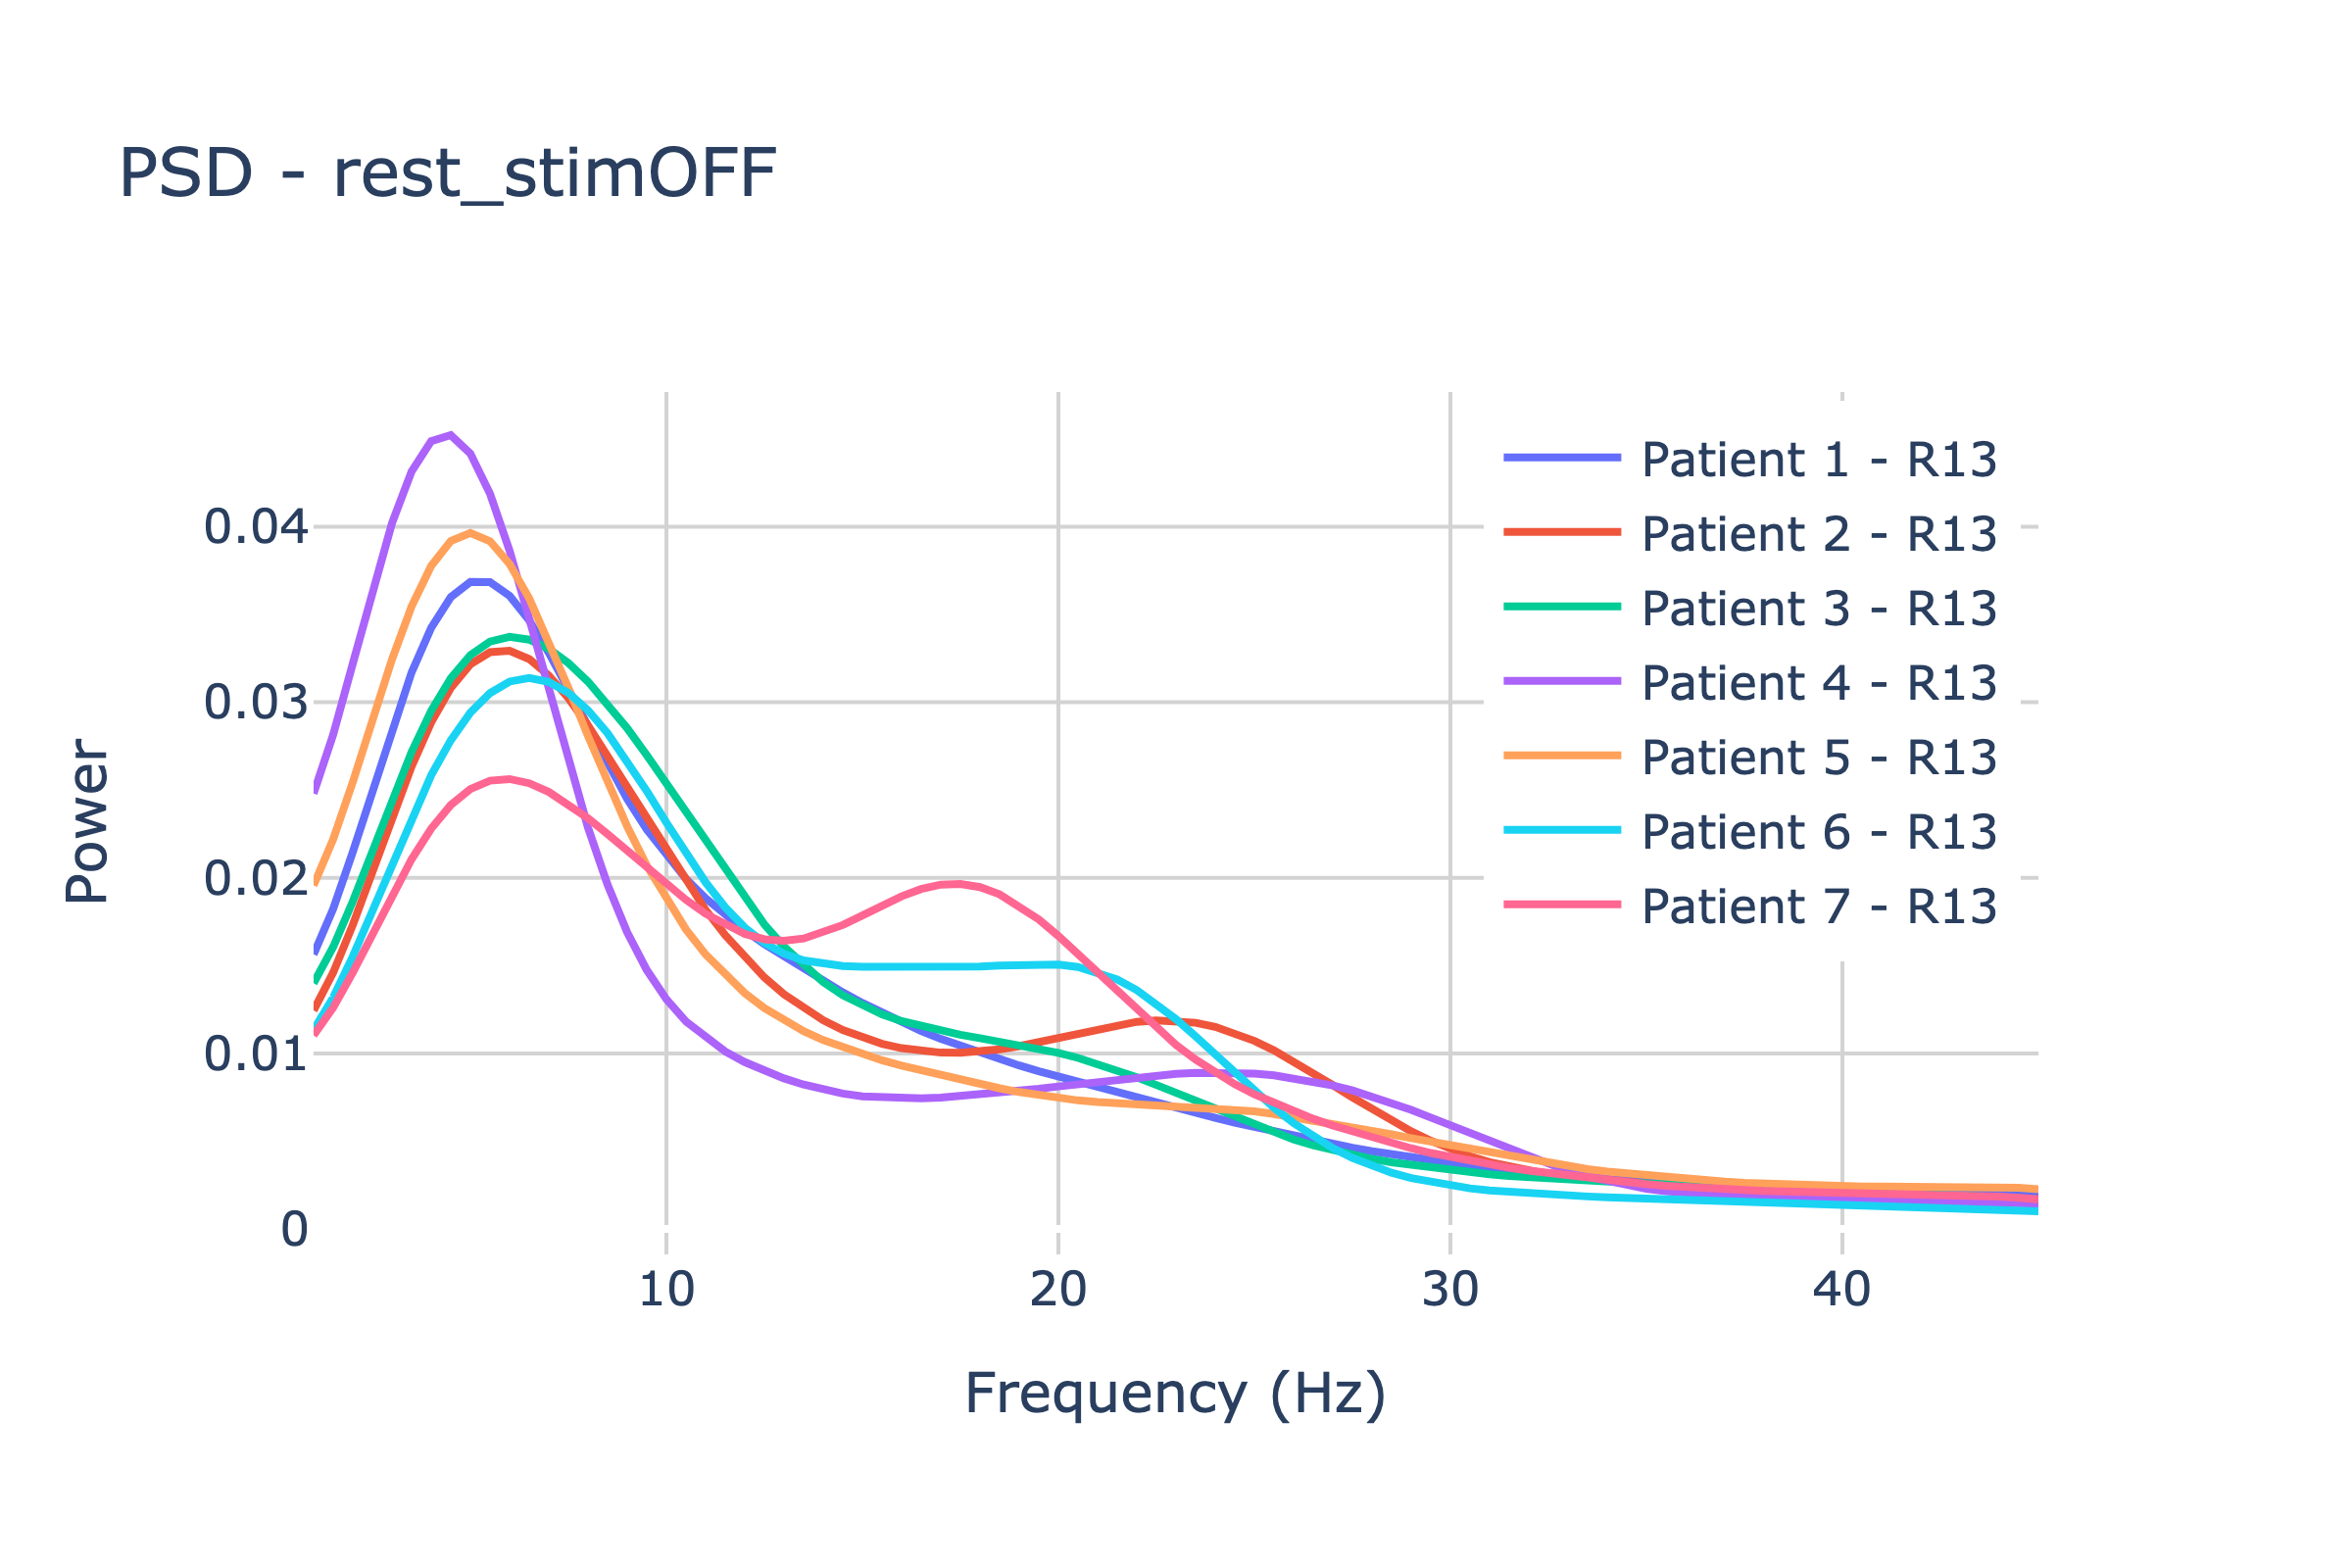 PSD - rest_stimOFF
Patient 1 - R13
Patient 2 - R13
Patient 3 - R13
Patient 4 - R13
Patient 5 - R13
Patient 6 - R13
Patient 7 - R13
Power
0.04
0.03
0.02
0.01
0
10
20
30
40
Frequency (Hz)